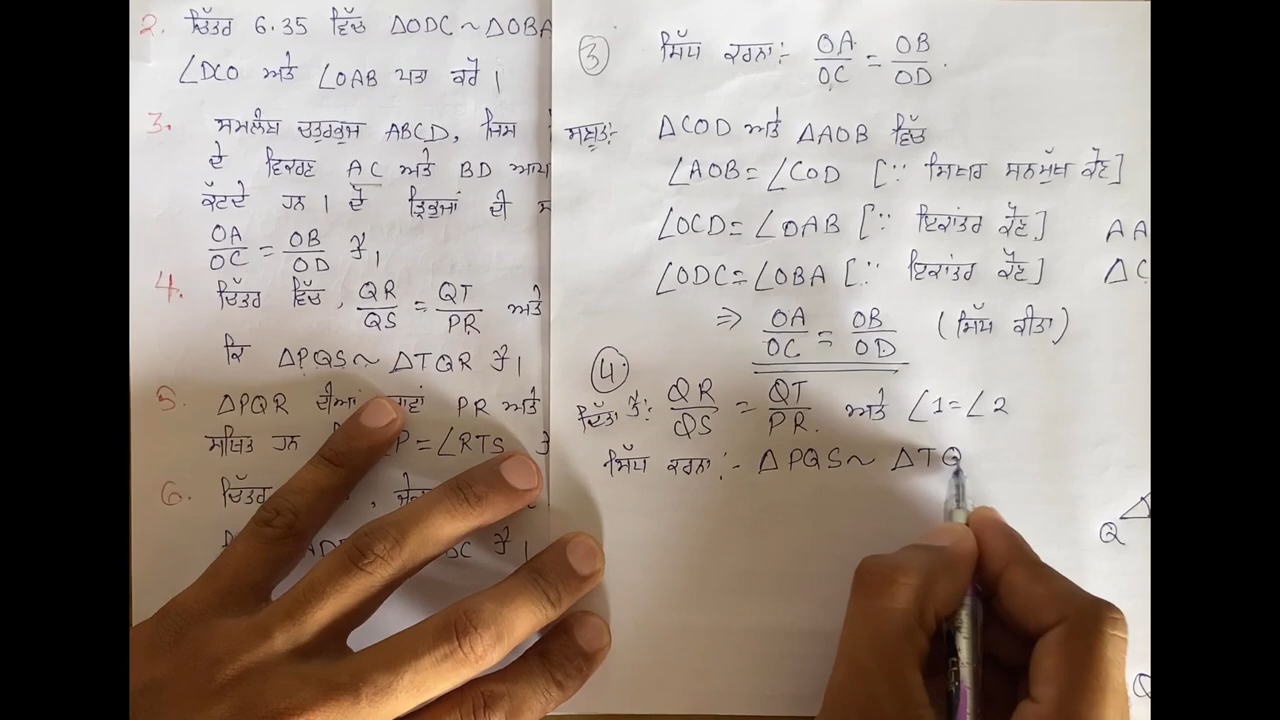 2. ਚਿੱਤਰ 6.35 ਵਿੱਚ ΔODC ~ ΔOBA
∠DCO ਅਤੇ ∠OAB ਪਤਾ ਕਰੋ ।
3. ਸਮਲੰਬ ਚਤੁਰਭੁਜ ABCD, ਜਿਸ
ਦੇ ਵਿਕਰਣ AC ਅਤੇ BD ਆਪ
ਕੱਟਦੇ ਹਨ । ਦੋ ਤ੍ਰਿਭੁਜਾਂ ਦੀ ਸ
OA/OC = OB/OD ਹੈ।
4. ਚਿੱਤਰ ਵਿੱਚ, QR/QS = QT/PR ਅਤੇ
ਕਿ ΔPQS ~ ΔTQR ਹੈ।
5. ΔPQR ਦੀਆਂ PR ਅਤੇ
ਸਥਿਤ ਹਨ P = ∠RTS ਹੈ
6. ਚਿੱਤਰ , ਜੇਕਰ
DC ਹੈ।
3 ਸਿੱਧ ਕਰਨਾ:- OA/OC = OB/OD.
ਸਬੂਤ:- ΔCOD ਅਤੇ ΔAOB ਵਿੱਚ
∠AOB = ∠COD [∵ ਸਿਖਰ ਸਨਮੁੱਖ ਕੋਣ]
∠OCD = ∠OAB [∵ ਇਕਾਂਤਰ ਕੋਣ] AA
∠ODC = ∠OBA [∵ ਇਕਾਂਤਰ ਕੋਣ] ΔC
⇒ OA/OC = OB/OD (ਸਿੱਧ ਕੀਤਾ)
4
ਦਿੱਤਾ ਹੈ:- QR/QS = QT/PR. ਅਤੇ ∠1 = ∠2
ਸਿੱਧ ਕਰਨਾ:- ΔPQS ~ ΔTQ
Q
Q